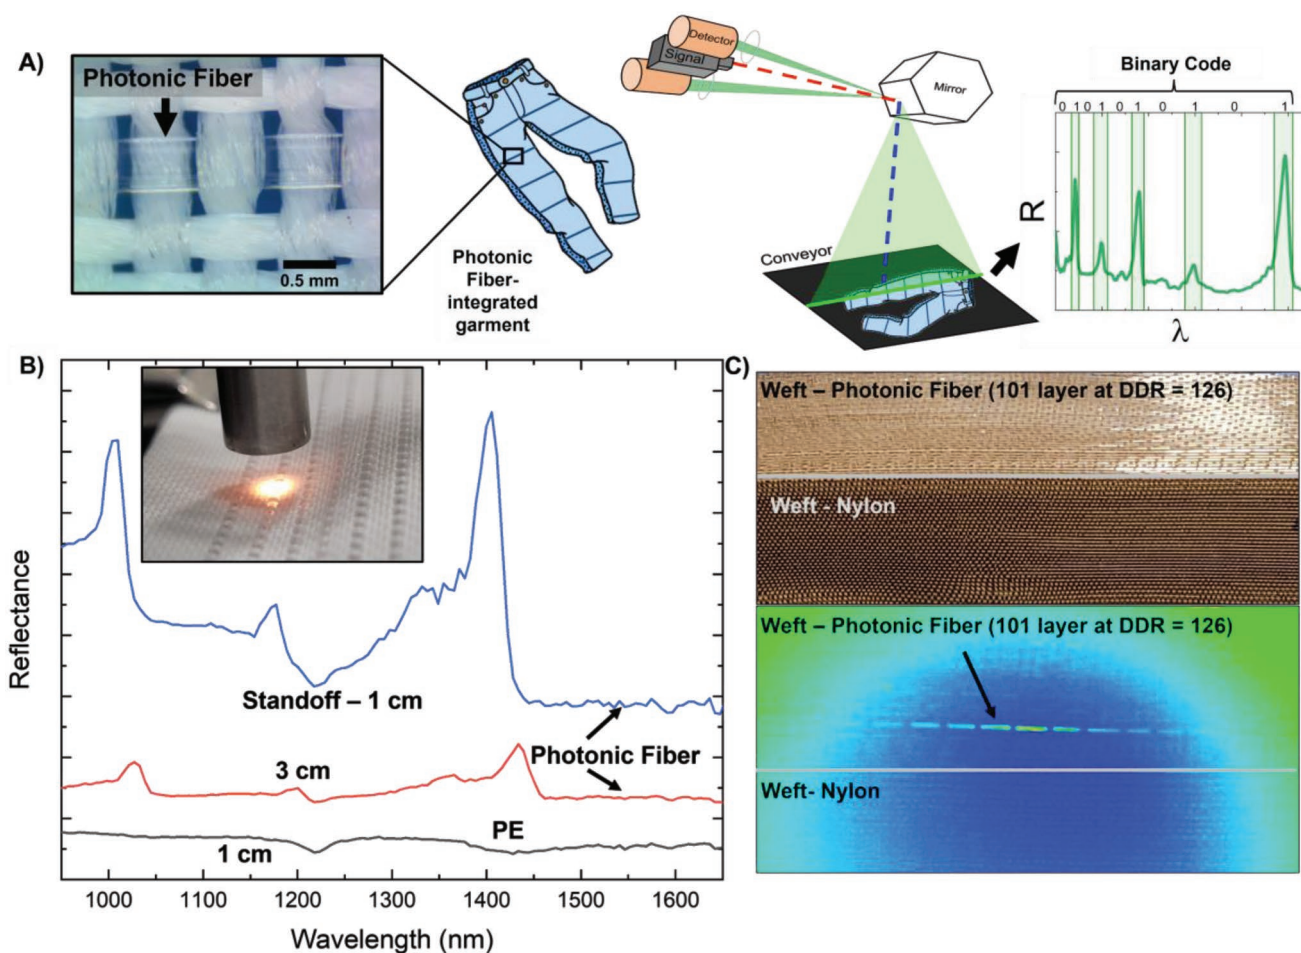 A)
Photonic Fiber
0.5 mm
Photonic
Fiber-
integrated
garment
Detector
Signal
Mirror
Conveyor
Binary Code
0 1 0 1 0 1 0 1 0 1
R
λ
B)
Reflectance
Standoff – 1 cm
Photonic Fiber
3 cm
PE
1 cm
1000 1100 1200 1300 1400 1500 1600
Wavelength (nm)
C)
Weft – Photonic Fiber (101 layer at DDR = 126)
Weft - Nylon
Weft – Photonic Fiber (101 layer at DDR = 126)
Weft- Nylon